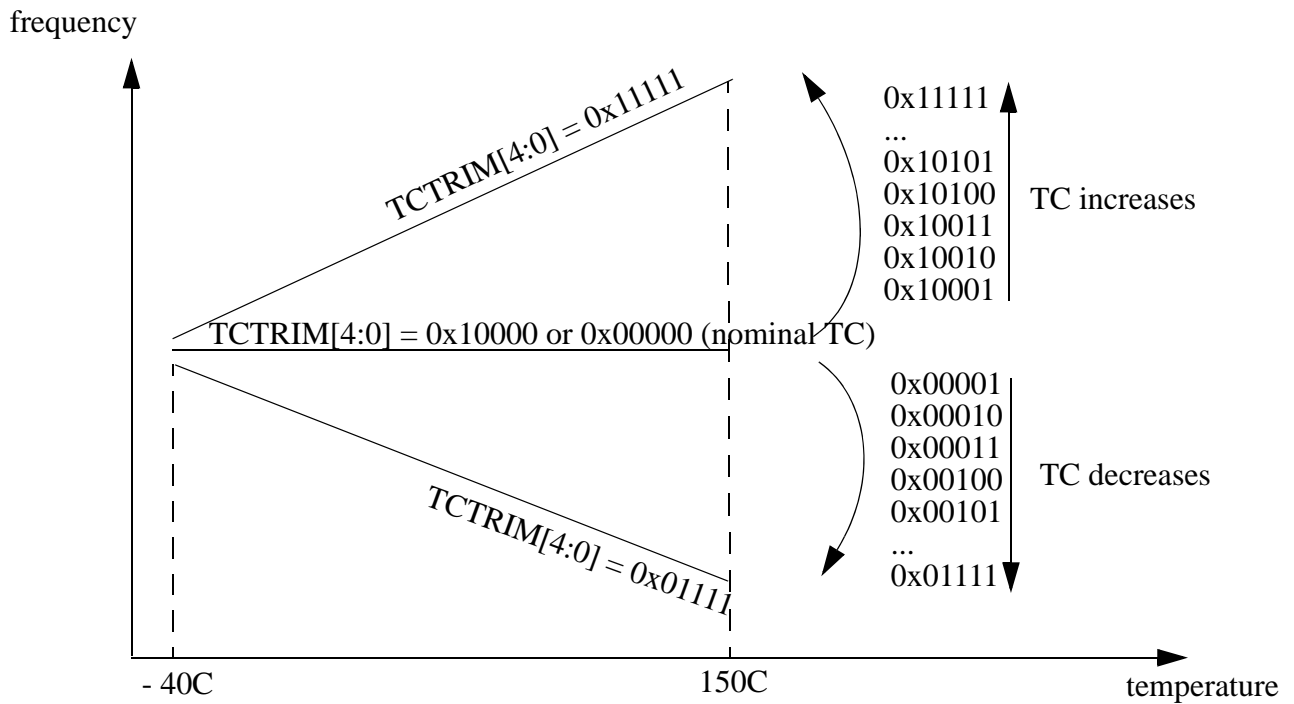 frequency
TCTRIM[4:0] = 0x11111
0x11111
...
0x10101
0x10100
0x10011
0x10010
0x10001
TC increases
TCTRIM[4:0] = 0x10000 or 0x00000 (nominal TC)
0x00001
0x00010
0x00011
0x00100
0x00101
...
0x01111
TC decreases
TCTRIM[4:0] = 0x01111
- 40C
150C
temperature